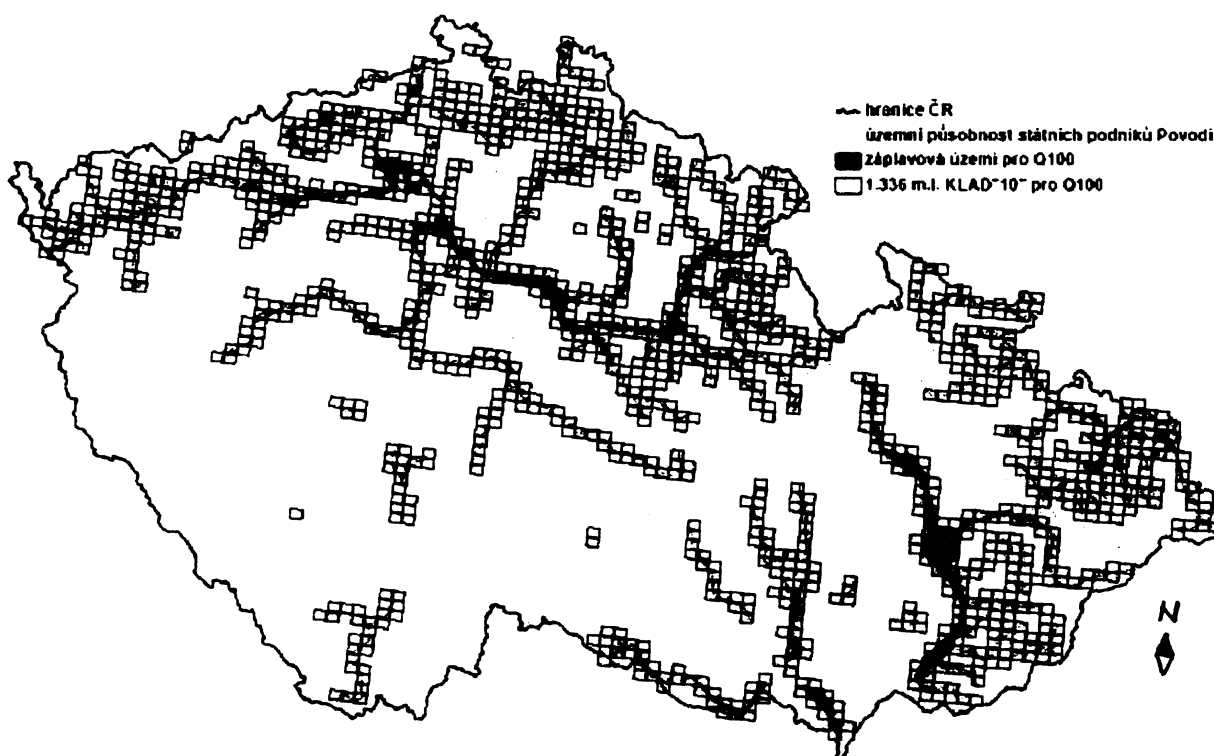 hranice ČR
územní působnost státních podniků Povodí
záplavová území pro Q100
1.336 m.l. KLAD"10" pro Q100
N